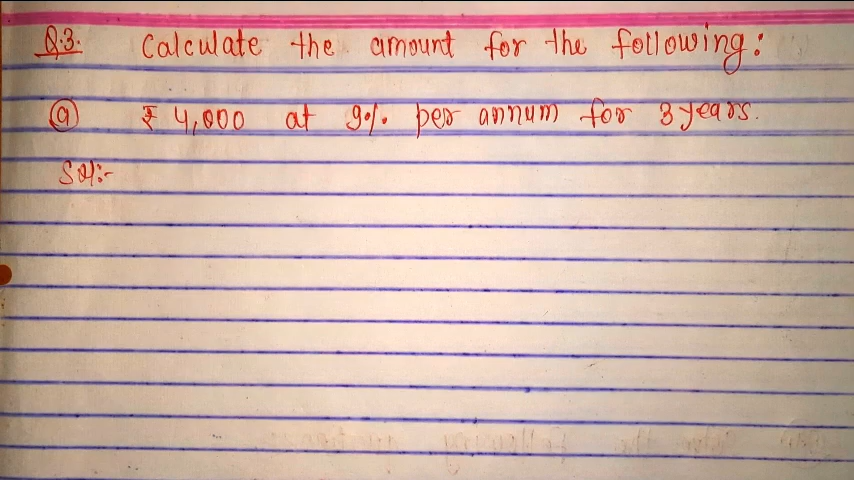 Q.3. Calculate the amount for the following:
(a) ₹ 4,000 at 9% per annum for 3 years.
Sol:-